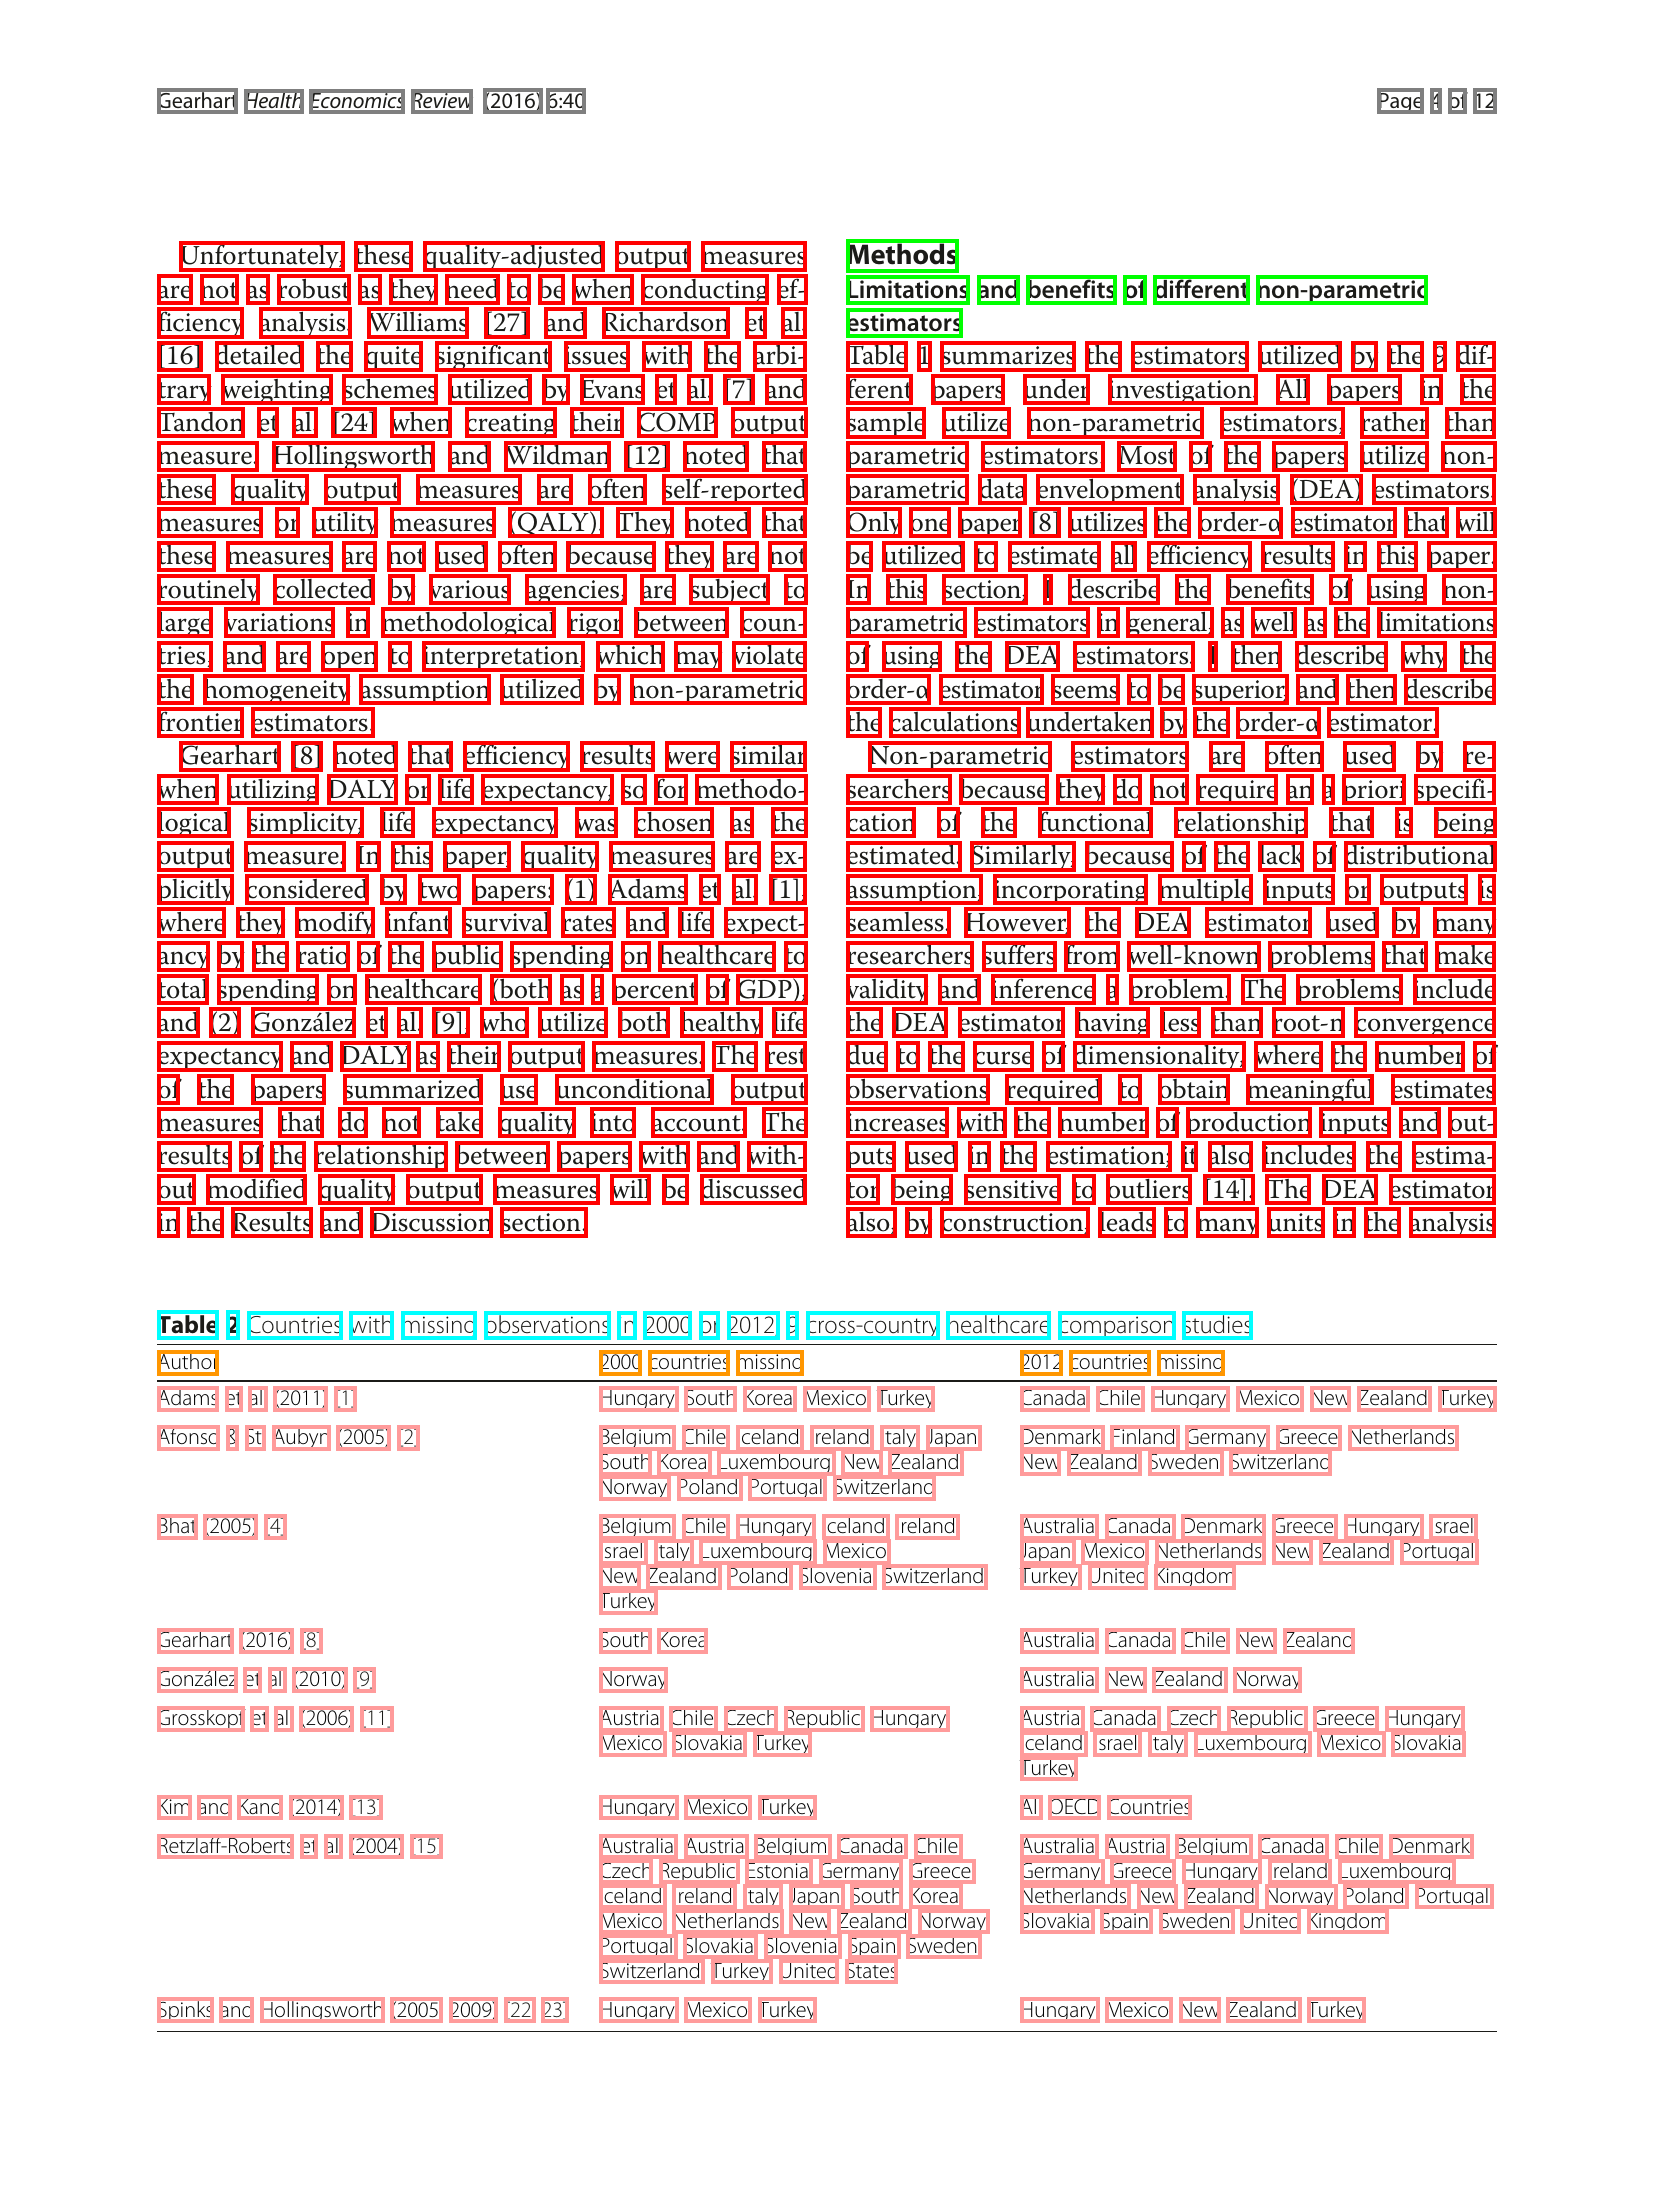 Gearhart Health Economics Review (2016) 6:40
Page 4 of 12
Unfortunately, these quality-adjusted output measures
are not as robust as they need to be when conducting ef-
ficiency analysis. Williams [27] and Richardson et al.
[16] detailed the quite significant issues with the arbi-
trary weighting schemes utilized by Evans et al. [7] and
Tandon et al. [24] when creating their COMP output
measure. Hollingsworth and Wildman [12] noted that
these quality output measures are often self-reported
measures or utility measures (QALY). They noted that
these measures are not used often because they are not
routinely collected by various agencies, are subject to
large variations in methodological rigor between coun-
tries, and are open to interpretation, which may violate
the homogeneity assumption utilized by non-parametric
frontier estimators.
Gearhart [8] noted that efficiency results were similar
when utilizing DALY or life expectancy, so for methodo-
logical simplicity, life expectancy was chosen as the
output measure. In this paper, quality measures are ex-
plicitly considered by two papers: (1) Adams et al. [1],
where they modify infant survival rates and life expect-
ancy by the ratio of the public spending on healthcare to
total spending on healthcare (both as a percent of GDP),
and (2) González et al. [9], who utilize both healthy life
expectancy and DALY as their output measures. The rest
of the papers summarized use unconditional output
measures that do not take quality into account. The
results of the relationship between papers with and with-
out modified quality output measures will be discussed
in the Results and Discussion section.
Methods
Limitations and benefits of different non-parametric
estimators
Table 1 summarizes the estimators utilized by the 9 dif-
ferent papers under investigation. All papers in the
sample utilize non-parametric estimators, rather than
parametric estimators. Most of the papers utilize non-
parametric data envelopment analysis (DEA) estimators.
Only one paper [8] utilizes the order-α estimator that will
be utilized to estimate all efficiency results in this paper.
In this section, I describe the benefits of using non-
parametric estimators in general, as well as the limitations
of using the DEA estimators. I then describe why the
order-α estimator seems to be superior, and then describe
the calculations undertaken by the order-α estimator.
Non-parametric estimators are often used by re-
searchers because they do not require an a priori specifi-
cation of the functional relationship that is being
estimated. Similarly, because of the lack of distributional
assumption, incorporating multiple inputs or outputs is
seamless. However, the DEA estimator used by many
researchers suffers from well-known problems that make
validity and inference a problem. The problems include
the DEA estimator having less than root-n convergence
due to the curse of dimensionality, where the number of
observations required to obtain meaningful estimates
increases with the number of production inputs and out-
puts used in the estimation; it also includes the estima-
tor being sensitive to outliers [14]. The DEA estimator
also, by construction, leads to many units in the analysis
Table 2 Countries with missing observations in 2000 or 2012, 9 cross-country healthcare comparison studies
Author 2000 countries missing 2012 countries missing
Adams et al. (2011) [1] Hungary South Korea Mexico Turkey Canada Chile Hungary Mexico New Zealand Turkey
Afonso & St. Aubyn (2005) [2] Belgium Chile Iceland Ireland Italy Japan Denmark Finland Germany Greece Netherlands
South Korea Luxembourg New Zealand New Zealand Sweden Switzerland
Norway Poland Portugal Switzerland
Bhat (2005) [4] Belgium Chile Hungary Iceland Ireland Australia Canada Denmark Greece Hungary Israel
Israel Italy Luxembourg Mexico Japan Mexico Netherlands New Zealand Portugal
New Zealand Poland Slovenia Switzerland Turkey United Kingdom
Turkey
Gearhart (2016) [8] South Korea Australia Canada Chile New Zealand
González et al. (2010) [9] Norway Australia New Zealand Norway
Grosskopf et al. (2006) [11] Austria Chile Czech Republic Hungary Austria Canada Czech Republic Greece Hungary
Mexico Slovakia Turkey Iceland Israel Italy Luxembourg Mexico Slovakia
Turkey
Kim and Kang (2014) [13] Hungary Mexico Turkey All OECD Countries
Retzlaff-Roberts et al. (2004) [15] Australia Austria Belgium Canada Chile Australia Austria Belgium Canada Chile Denmark
Czech Republic Estonia Germany Greece Germany Greece Hungary Ireland Luxembourg
Iceland Ireland Italy Japan South Korea Netherlands New Zealand Norway Poland Portugal
Mexico Netherlands New Zealand Norway Slovakia Spain Sweden United Kingdom
Portugal Slovakia Slovenia Spain Sweden
Switzerland Turkey United States
Spinks and Hollingsworth (2005, 2009) [22, 23] Hungary Mexico Turkey Hungary Mexico New Zealand Turkey